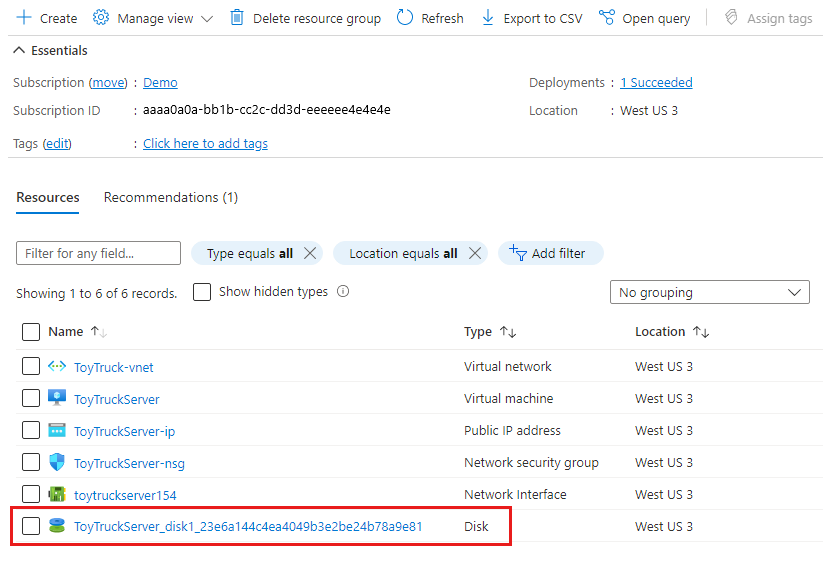 Create Manage view Delete resource group Refresh Export to CSV Open query Assign tags
Essentials
Subscription (move) : Demo Deployments : 1 Succeeded
Subscription ID : aaaa0a0a-bb1b-cc2c-dd3d-eeeeee4e4e4e Location : West US 3
Tags (edit) : Click here to add tags
Resources Recommendations (1)
Filter for any field... Type equals all Location equals all Add filter
Showing 1 to 6 of 6 records. Show hidden types No grouping
Name Type Location
ToyTruck-vnet Virtual network West US 3
ToyTruckServer Virtual machine West US 3
ToyTruckServer-ip Public IP address West US 3
ToyTruckServer-nsg Network security group West US 3
toytruckserver154 Network Interface West US 3
ToyTruckServer_disk1_23e6a144c4ea4049b3e2be24b78a9e81 Disk West US 3